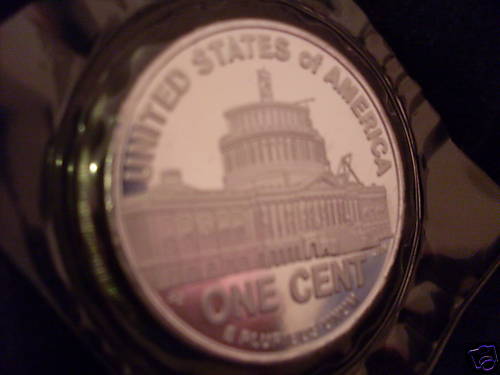 UNITED STATES of AMERICA
ONE CENT
E PLURIBUS UNUM